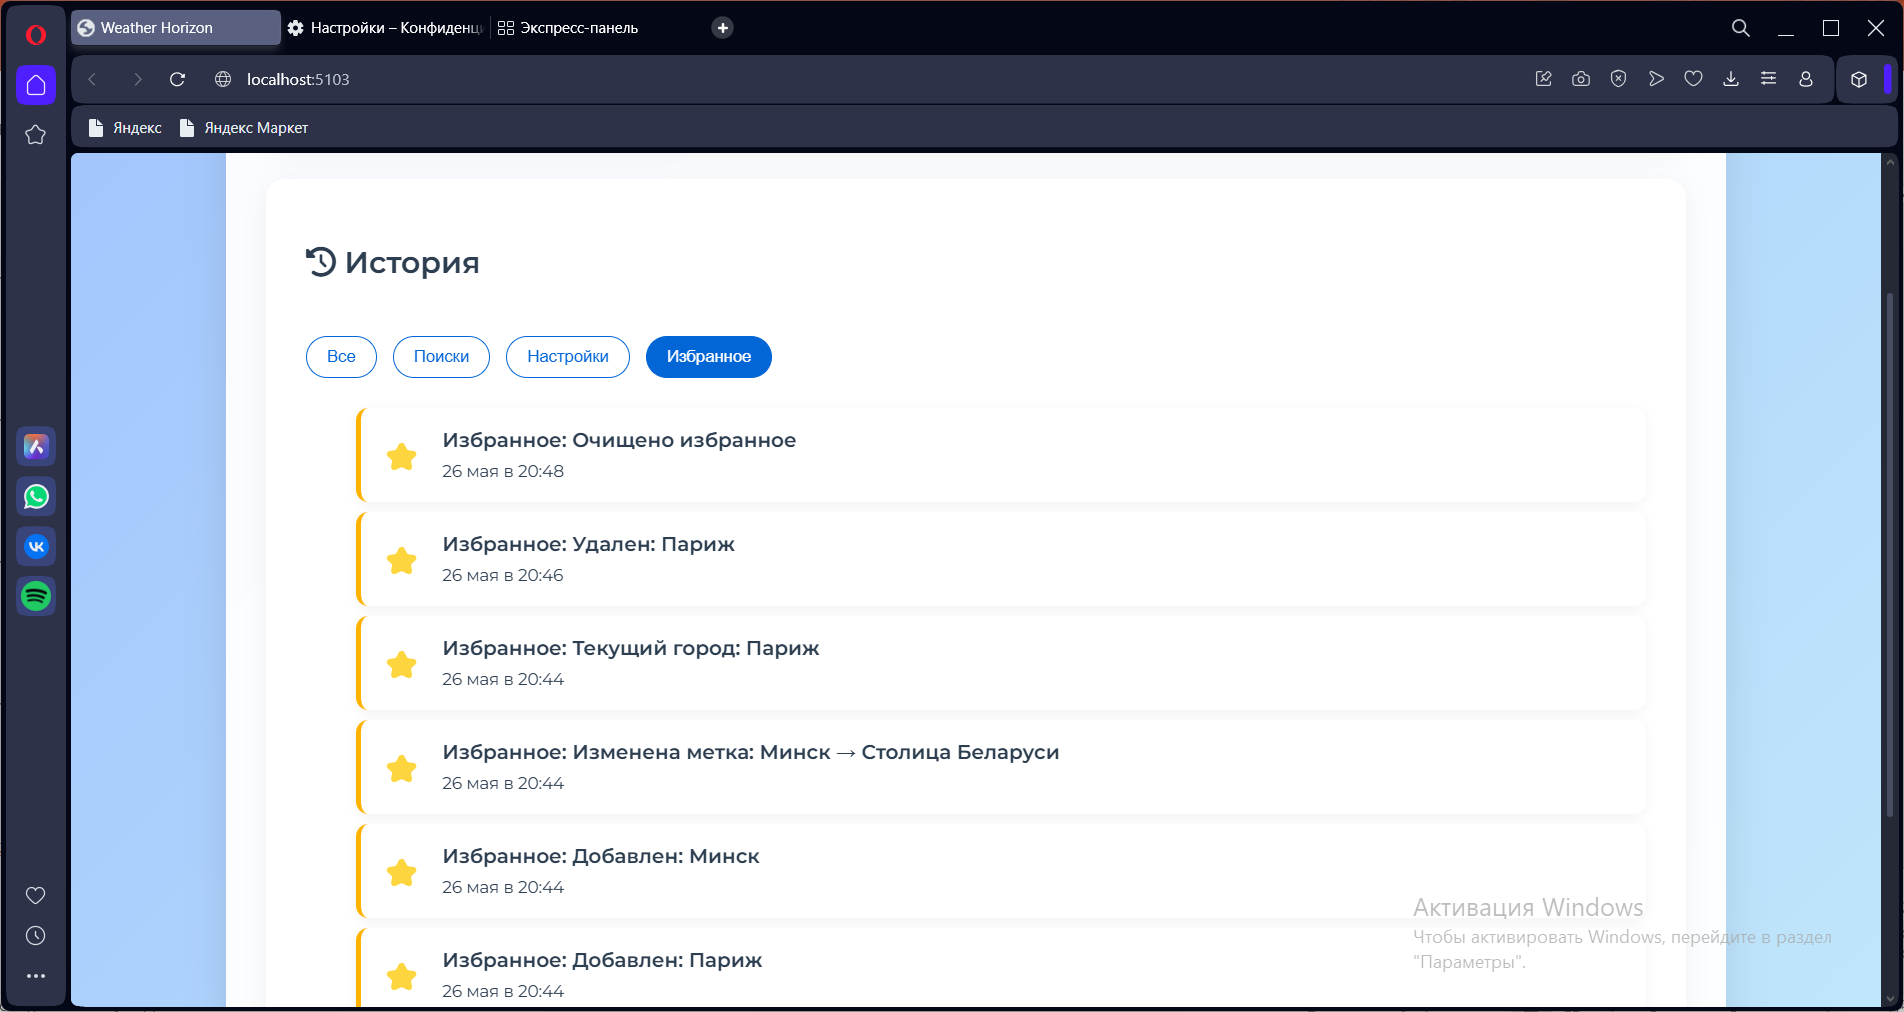 Weather Horizon
Настройки – Конфиденци
Экспресс-панель
localhost:5103
Яндекс
Яндекс Маркет
История
Все
Поиски
Настройки
Избранное
Избранное: Очищено избранное
26 мая в 20:48
Избранное: Удален: Париж
26 мая в 20:46
Избранное: Текущий город: Париж
26 мая в 20:44
Избранное: Изменена метка: Минск → Столица Беларуси
26 мая в 20:44
Избранное: Добавлен: Минск
26 мая в 20:44
Избранное: Добавлен: Париж
26 мая в 20:44
Активация Windows
Чтобы активировать Windows, перейдите в раздел
"Параметры".